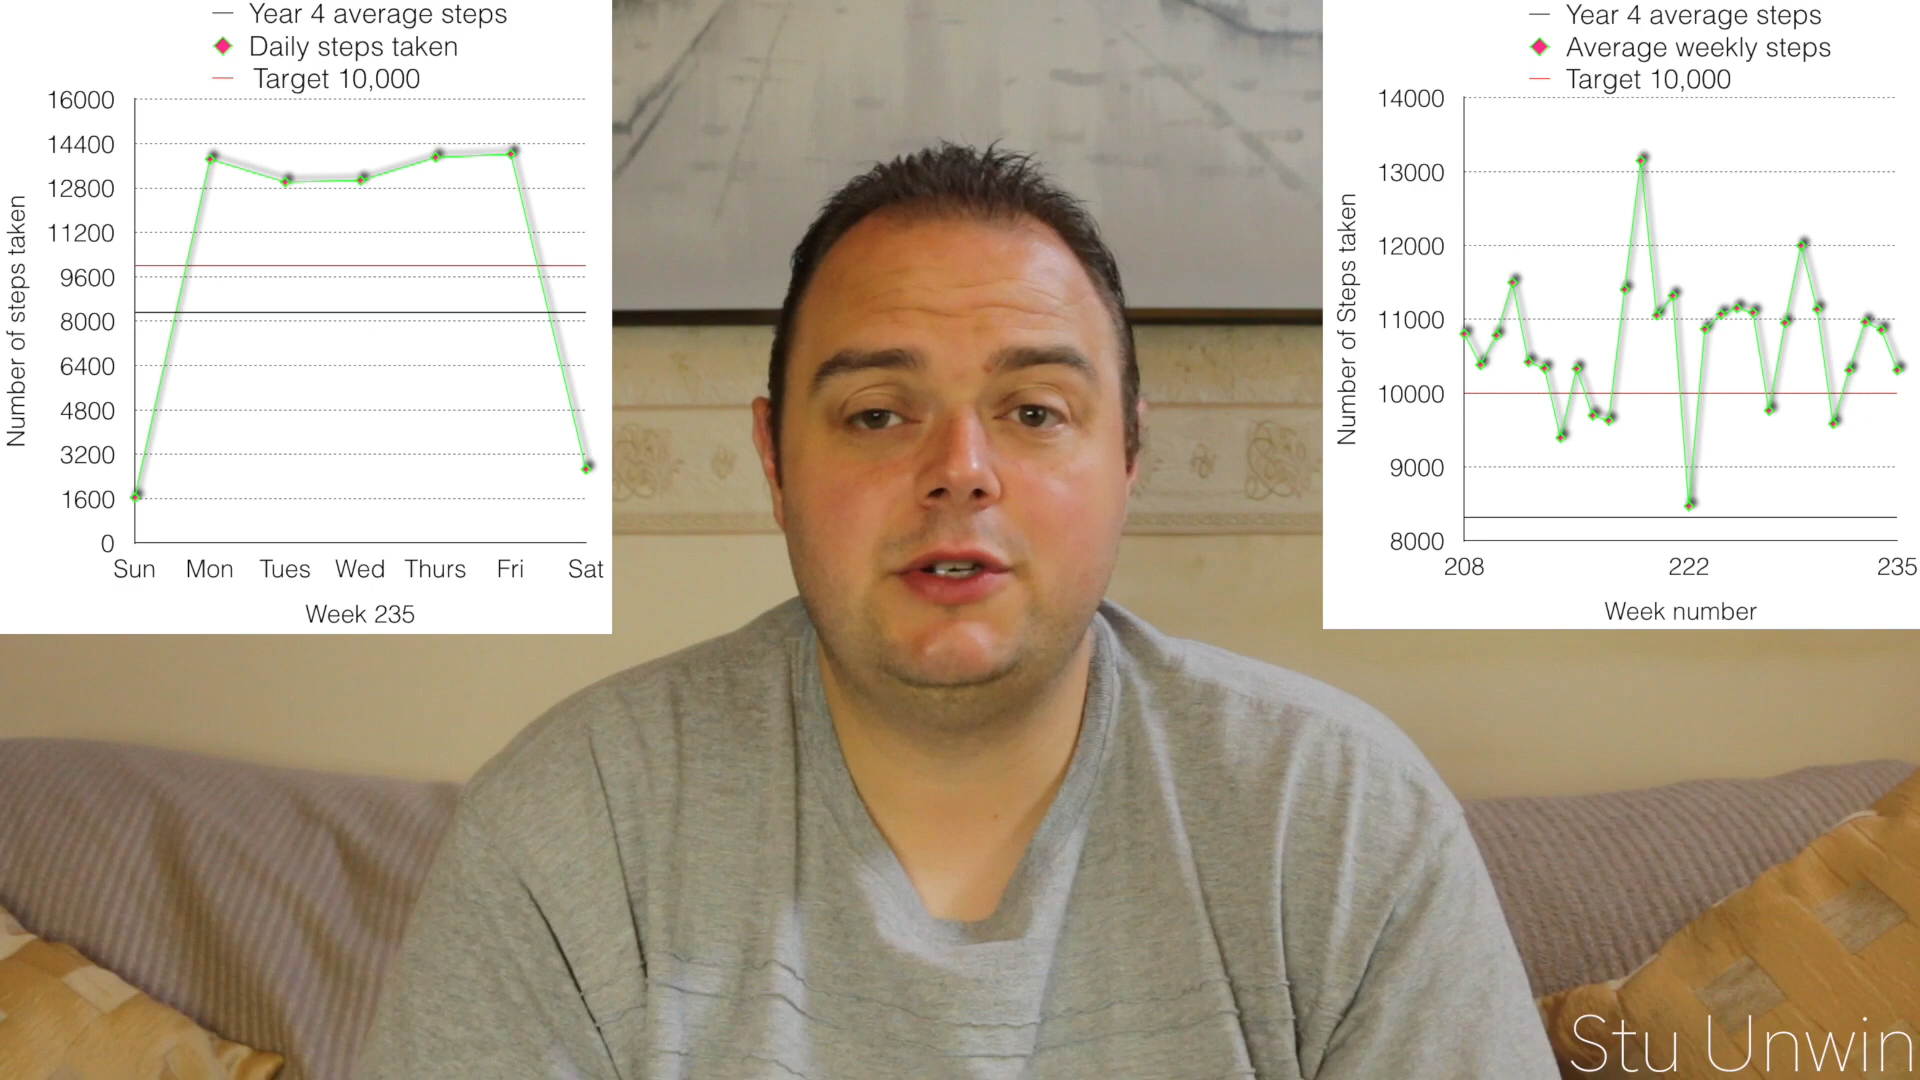 Year 4 average steps
Daily steps taken
Target 10,000
16000
14400
12800
11200
9600
8000
6400
4800
3200
1600
0
Number of steps taken
Sun Mon Tues Wed Thurs Fri Sat
Week 235
Year 4 average steps
Average weekly steps
Target 10,000
14000
13000
12000
11000
10000
9000
8000
Number of Steps taken
208 222 235
Week number
Stu Unwin